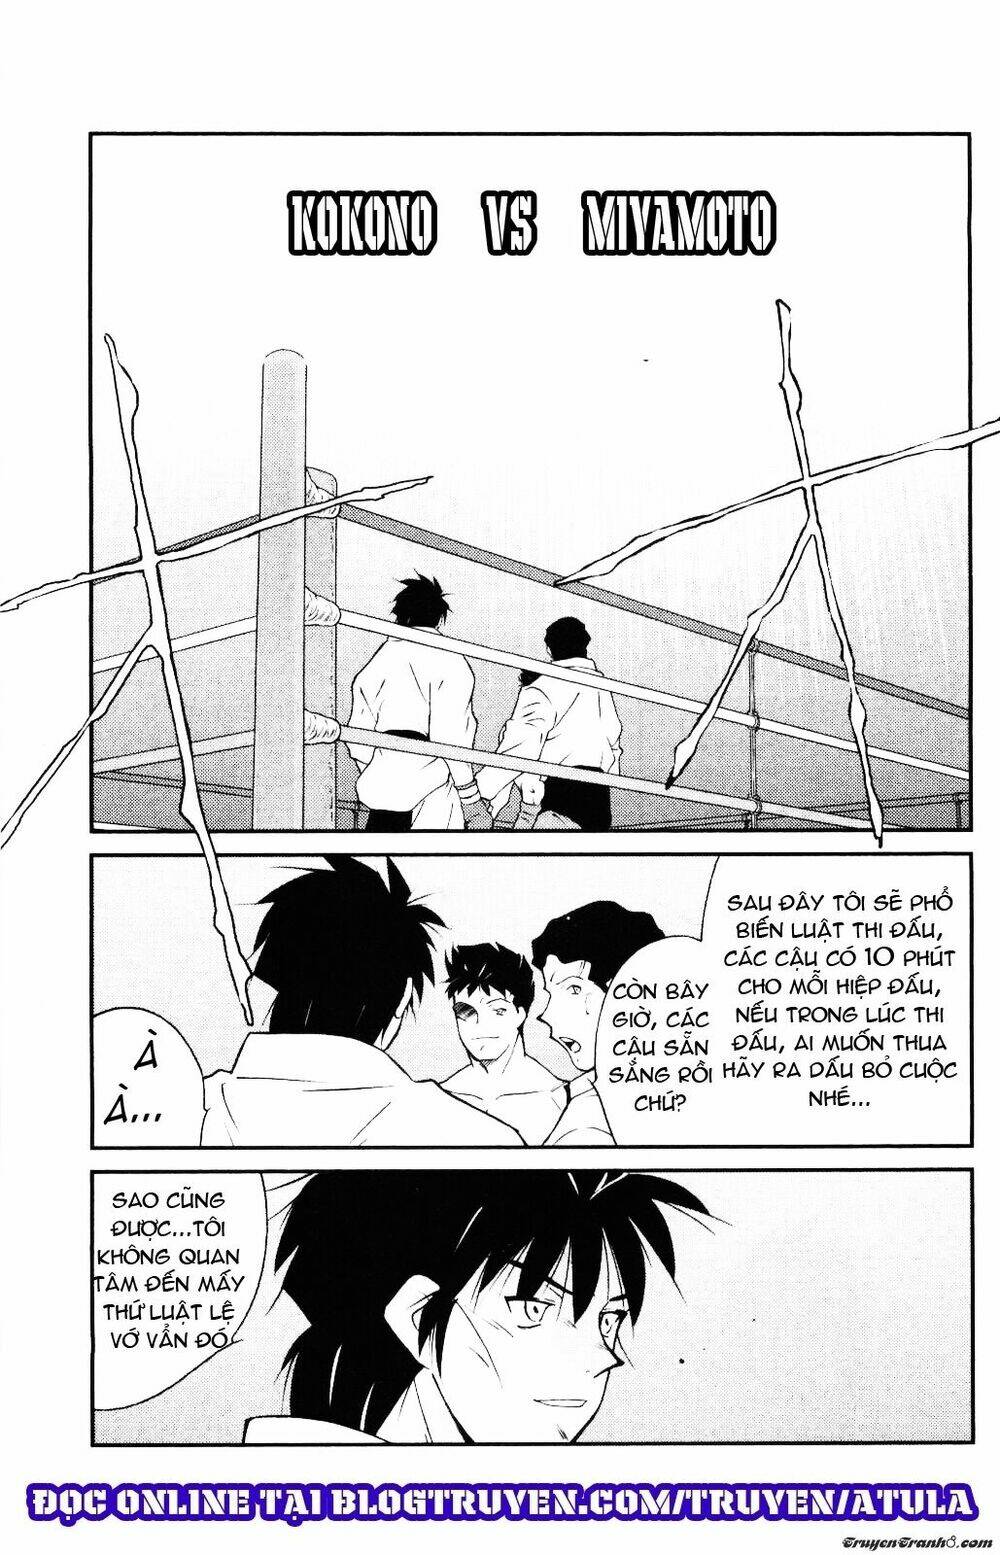 KOKONO VS MIYAMOTO
SAU ĐÂY TÔI SẼ PHỔ
BIẾN LUẬT THI ĐẤU,
CÁC CẬU CÓ 10 PHÚT
CHO MỖI HIỆP ĐẤU,
NẾU TRONG LÚC THI
ĐẤU, AI MUỐN THUA
HÃY RA DẤU BỎ CUỘC
NHÉ...
CÒN BÂY
GIỜ, CÁC
CẬU SẴN
SẰNG RỒI
CHỨ?
À
À...
SAO CŨNG
ĐƯỢC...TÔI
KHÔNG QUAN
TÂM ĐẾN MẤY
THỨ LUẬT LỆ
VỚ VẨN ĐÓ
ĐỌC ONLINE TẠI BLOGTRUYEN.COM/TRUYEN/ATULA
TruyenTranh8.com